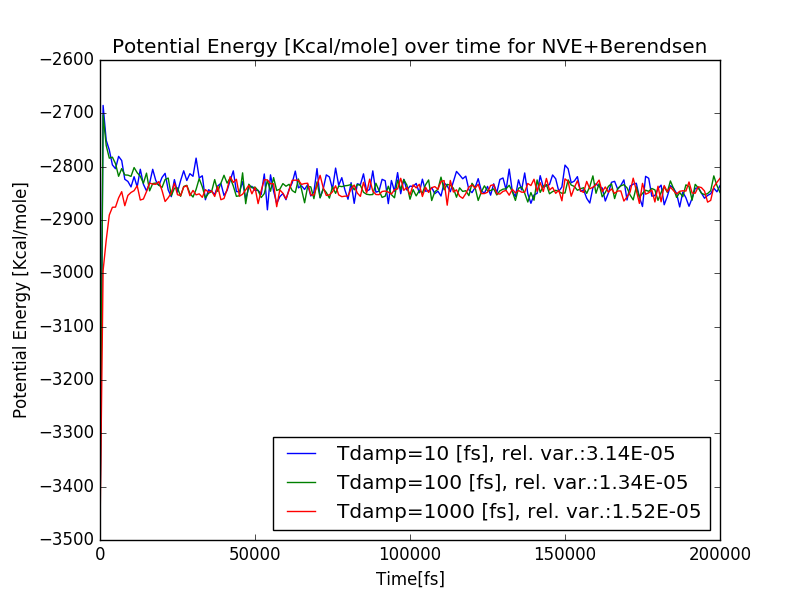 Potential Energy [Kcal/mole] over time for NVE+Berendsen
−2600
−2700
−2800
−2900
−3000
−3100
−3200
−3300
−3400
−3500
Potential Energy [Kcal/mole]
Tdamp=10 [fs], rel. var.:3.14E-05
Tdamp=100 [fs], rel. var.:1.34E-05
Tdamp=1000 [fs], rel. var.:1.52E-05
0 50000 100000 150000 200000
Time[fs]